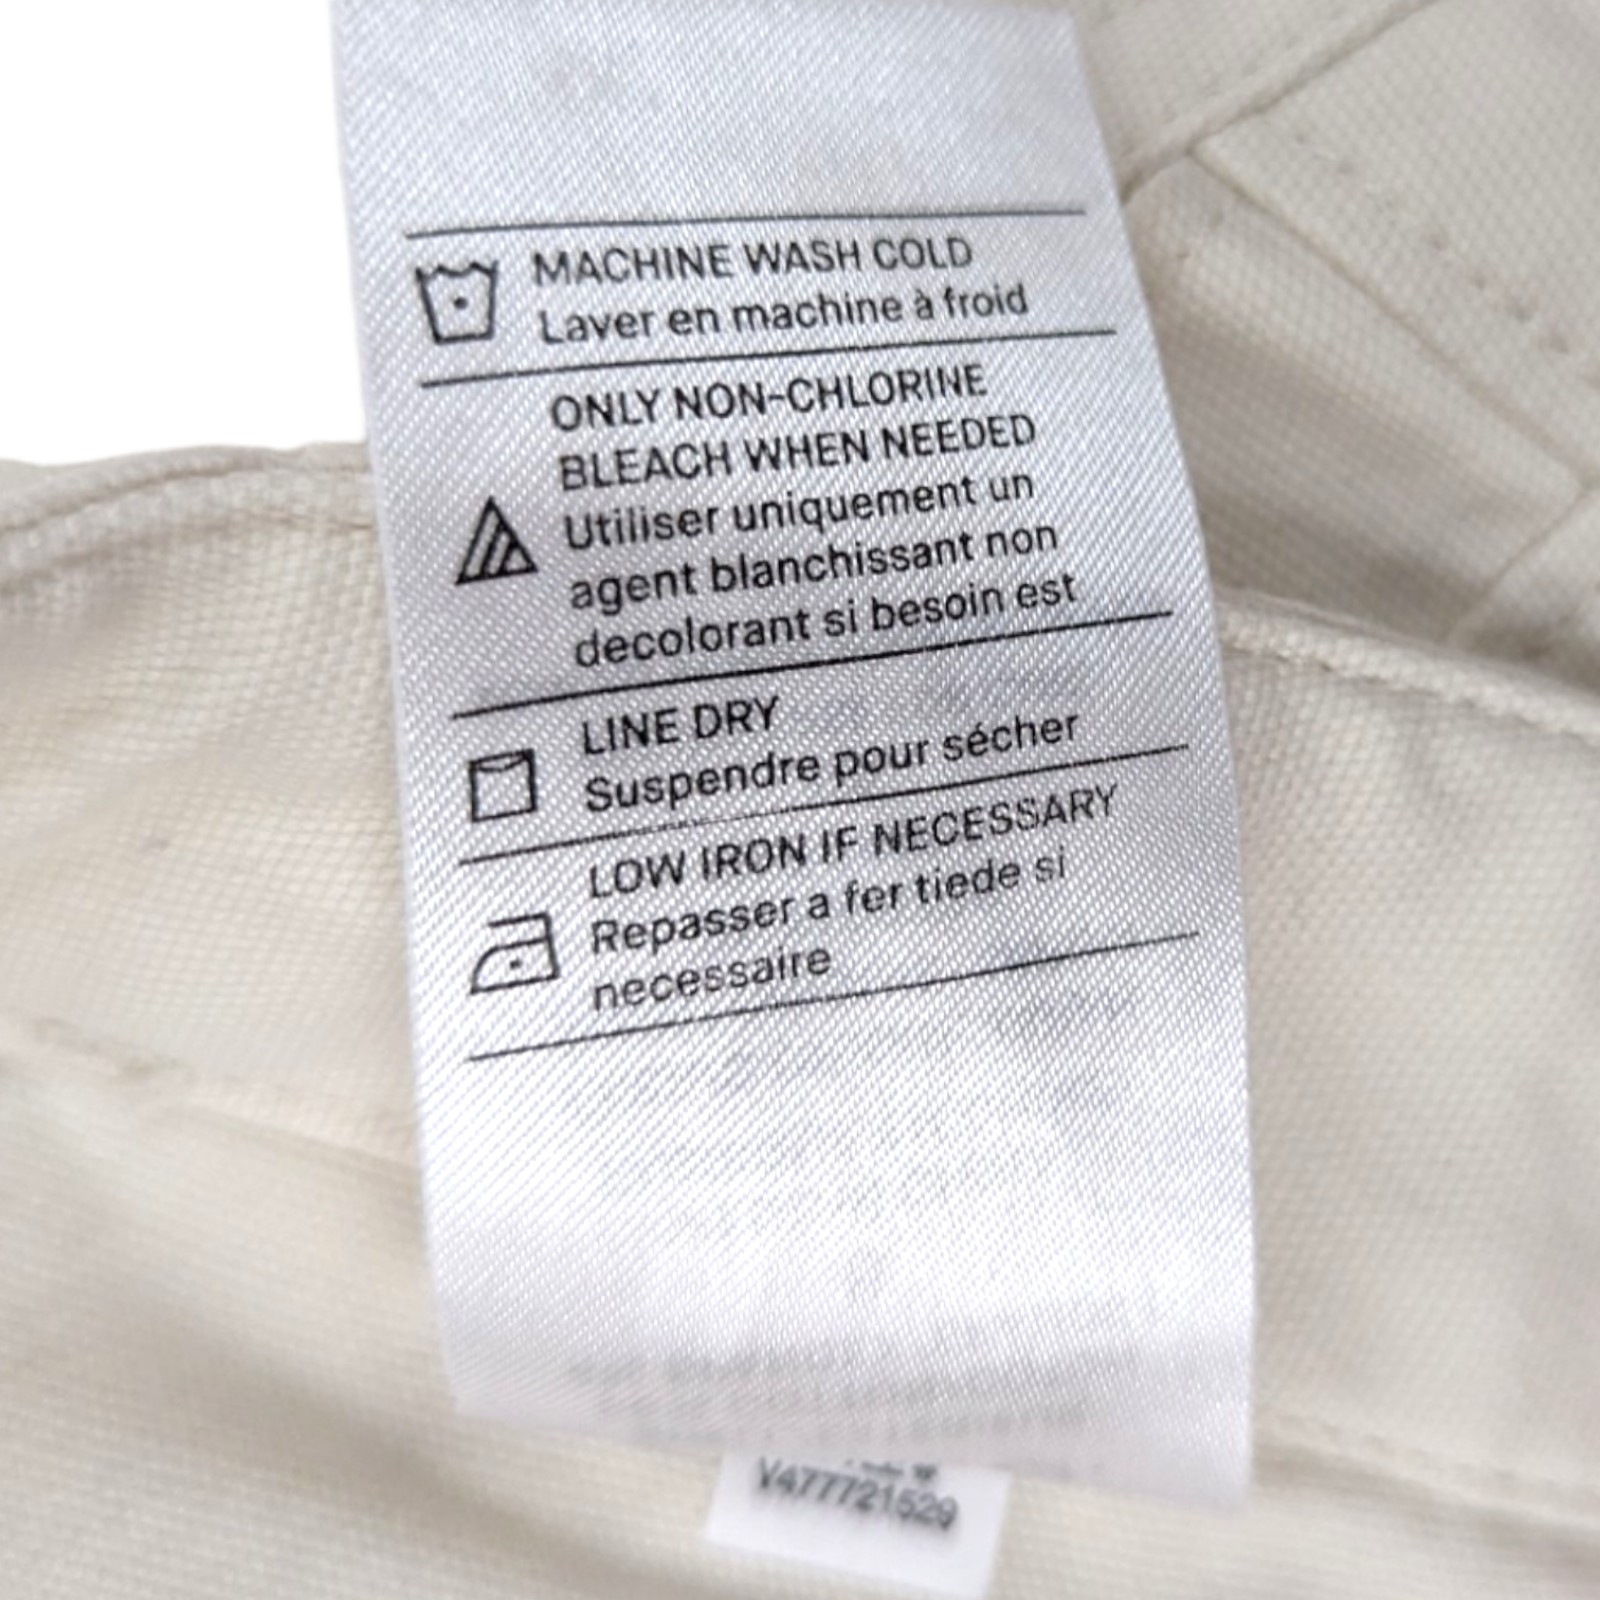 MACHINE WASH COLD
Laver en machine à froid
ONLY NON-CHLORINE
BLEACH WHEN NEEDED
Utiliser uniquement un
agent blanchissant non
decolorant si besoin est
LINE DRY
Suspendre pour sécher
LOW IRON IF NECESSARY
Repasser a fer tiede si
necessaire
V477721529